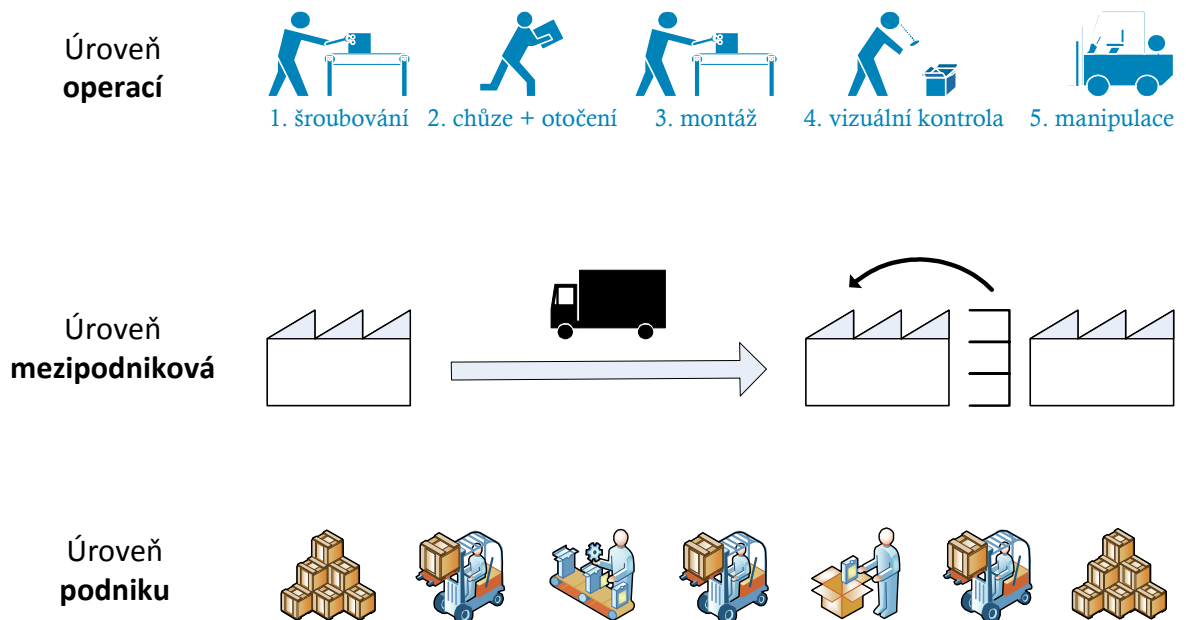 Úroveň
operací
1. šroubování 2. chůze + otočení 3. montáž 4. vizuální kontrola 5. manipulace
Úroveň
mezipodniková
Úroveň
podniku